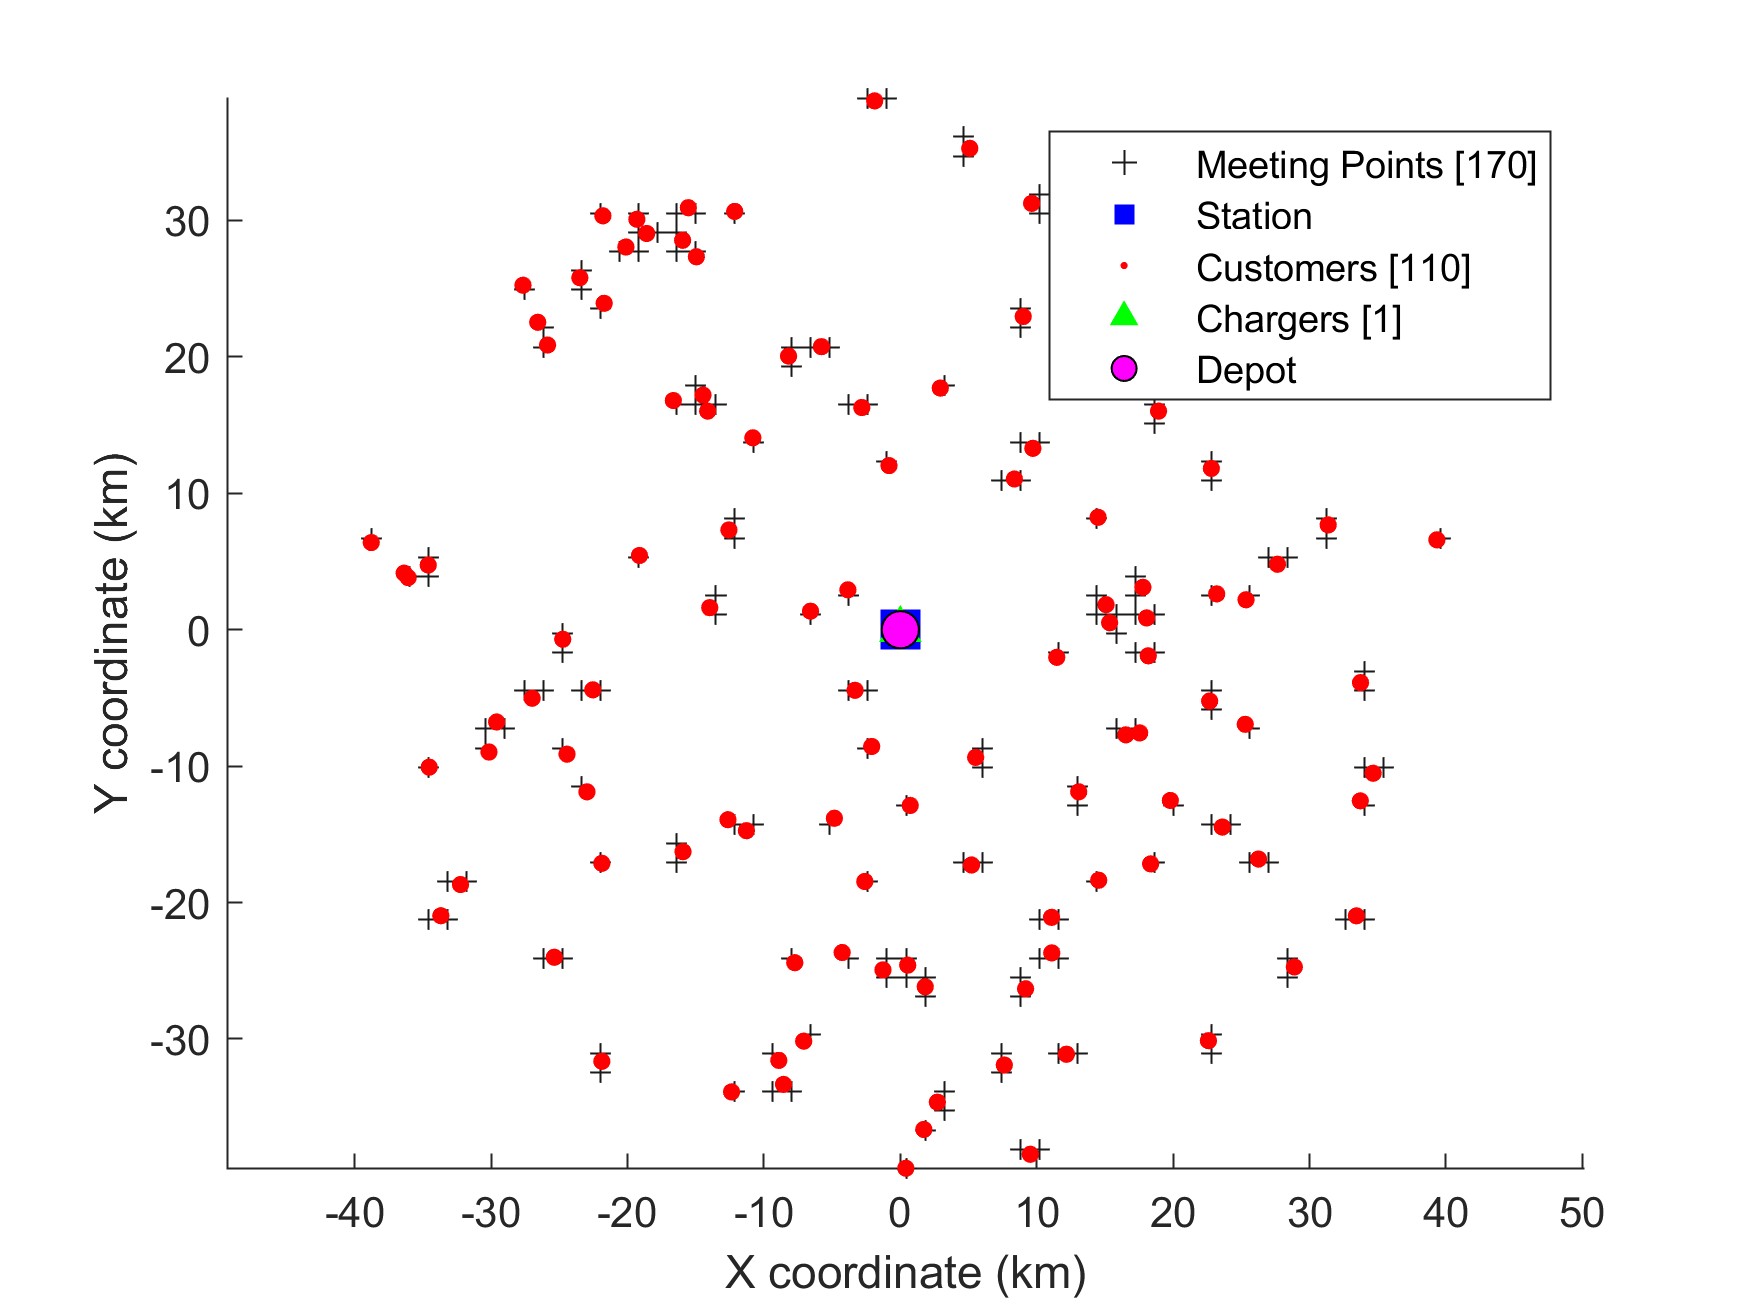 Meeting Points [170]
Station
Customers [110]
Chargers [1]
Depot
30
20
10
0
-10
-20
-30
Y coordinate (km)
-40 -30 -20 -10 0 10 20 30 40 50
X coordinate (km)